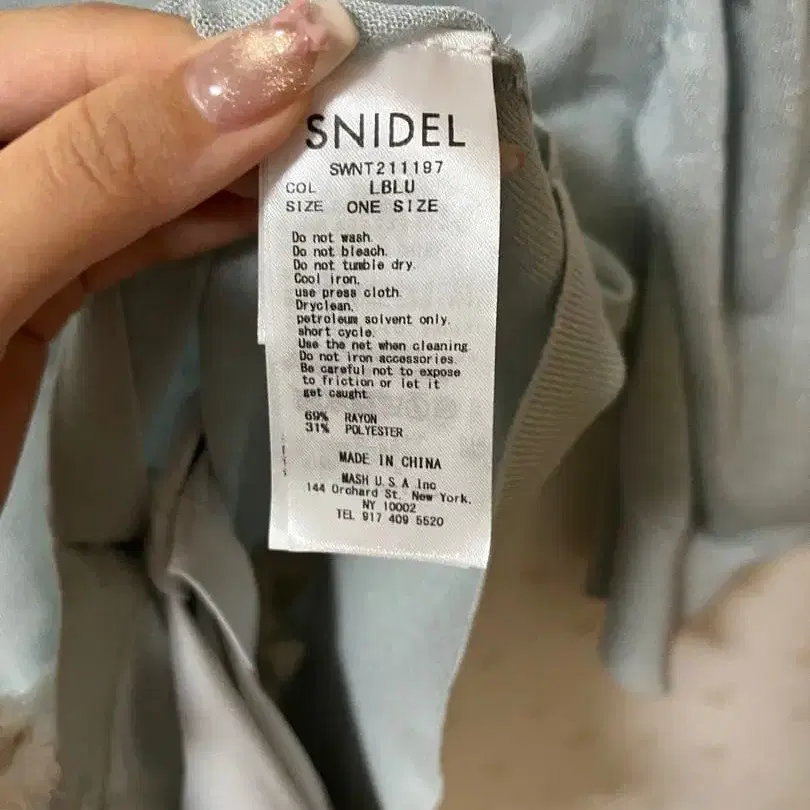 SNIDEL
SWNT211197
COL LBLU
SIZE ONE SIZE
Do not wash.
Do not bleach.
Do not tumble dry.
Cool iron.
use press cloth.
Dryclean,
petroleum solvent only.
short cycle.
Use the net when cleaning.
Do not iron accessories.
Be careful not to expose
to friction or let it
get caught.
69% RAYON
31% POLYESTER
MADE IN CHINA
MASH U.S.A Inc
144 Orchard St. New York.
NY 10002
TEL 917 409 5520